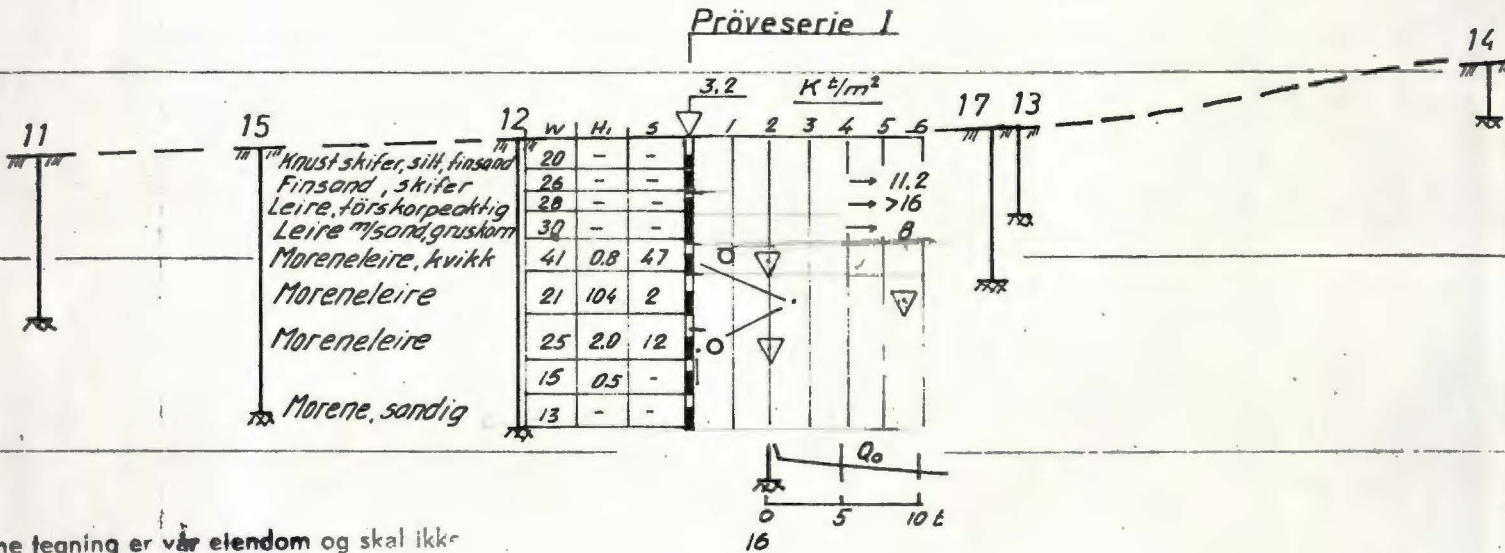 Pröveserie I
14
3.2 K t/m²
11 15 12 W H₁ S 1 2 3 4 5 6 17 13
Knust skifer, silt, finsand 20 - -
Finsand, skifer 26 - - → 11.2
Leire, törskorpeaktig 28 - - → >16
Leire m/sand, gruskorn 30 - - → 8
Moreneleire, kvikk 41 0.8 47
Moreneleire 21 104 2
Moreneleire 25 2.0 12
15 0.5 -
Morene, sandig 13 - -
Q₀
0 5 10 t
16
ne tegning er vår eiendom og skal ikke